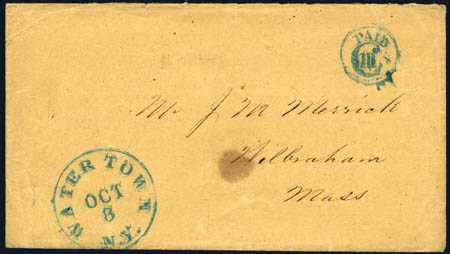 PAID
10
Mr J M Merrick
Wilbraham
Mass
WATERTOWN
OCT
8
N.Y.